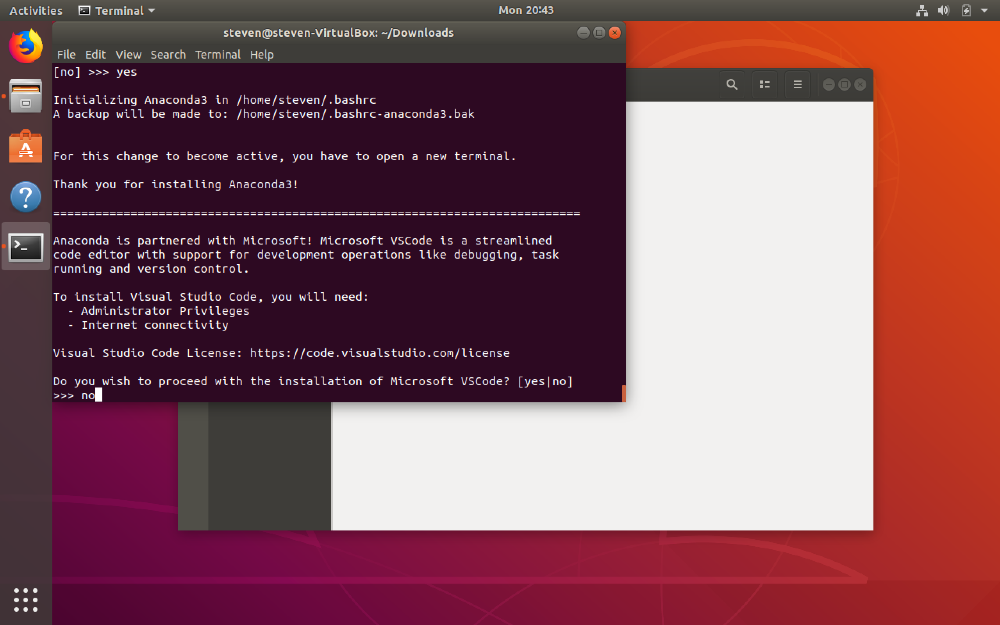 Activities
Terminal
Mon 20:43
steven@steven-VirtualBox: ~/Downloads
File Edit View Search Terminal Help
[no] >>> yes
Initializing Anaconda3 in /home/steven/.bashrc
A backup will be made to: /home/steven/.bashrc-anaconda3.bak
For this change to become active, you have to open a new terminal.
Thank you for installing Anaconda3!
===========================================================================
Anaconda is partnered with Microsoft! Microsoft VSCode is a streamlined
code editor with support for development operations like debugging, task
running and version control.
To install Visual Studio Code, you will need:
  - Administrator Privileges
  - Internet connectivity
Visual Studio Code License: https://code.visualstudio.com/license
Do you wish to proceed with the installation of Microsoft VSCode? [yes|no]
>>> no